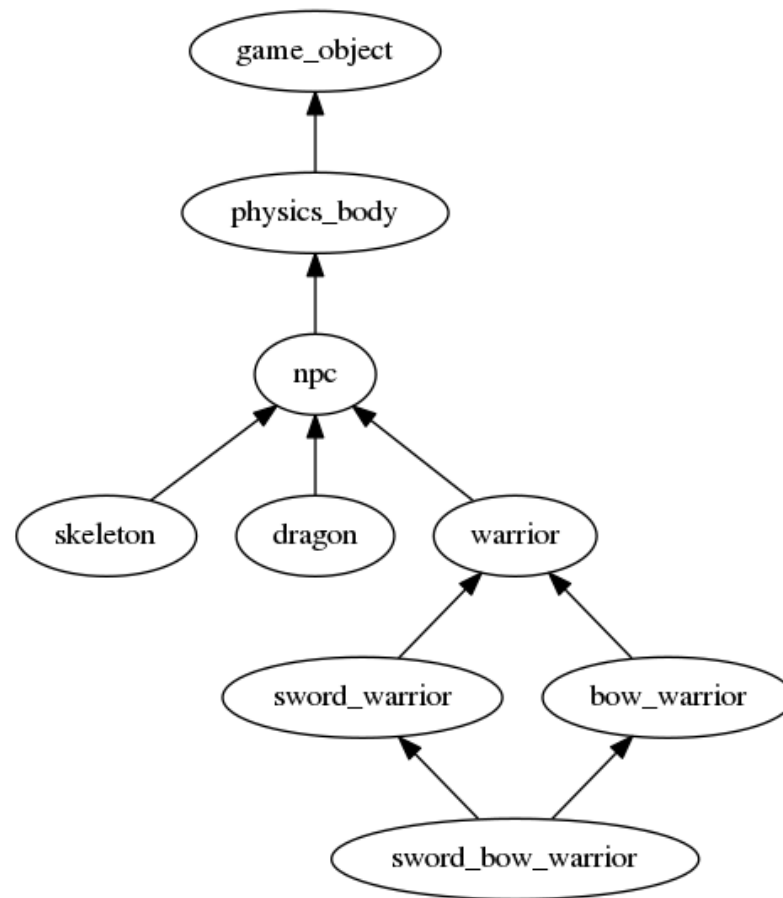 game_object
physics_body
npc
skeleton
dragon
warrior
sword_warrior
bow_warrior
sword_bow_warrior